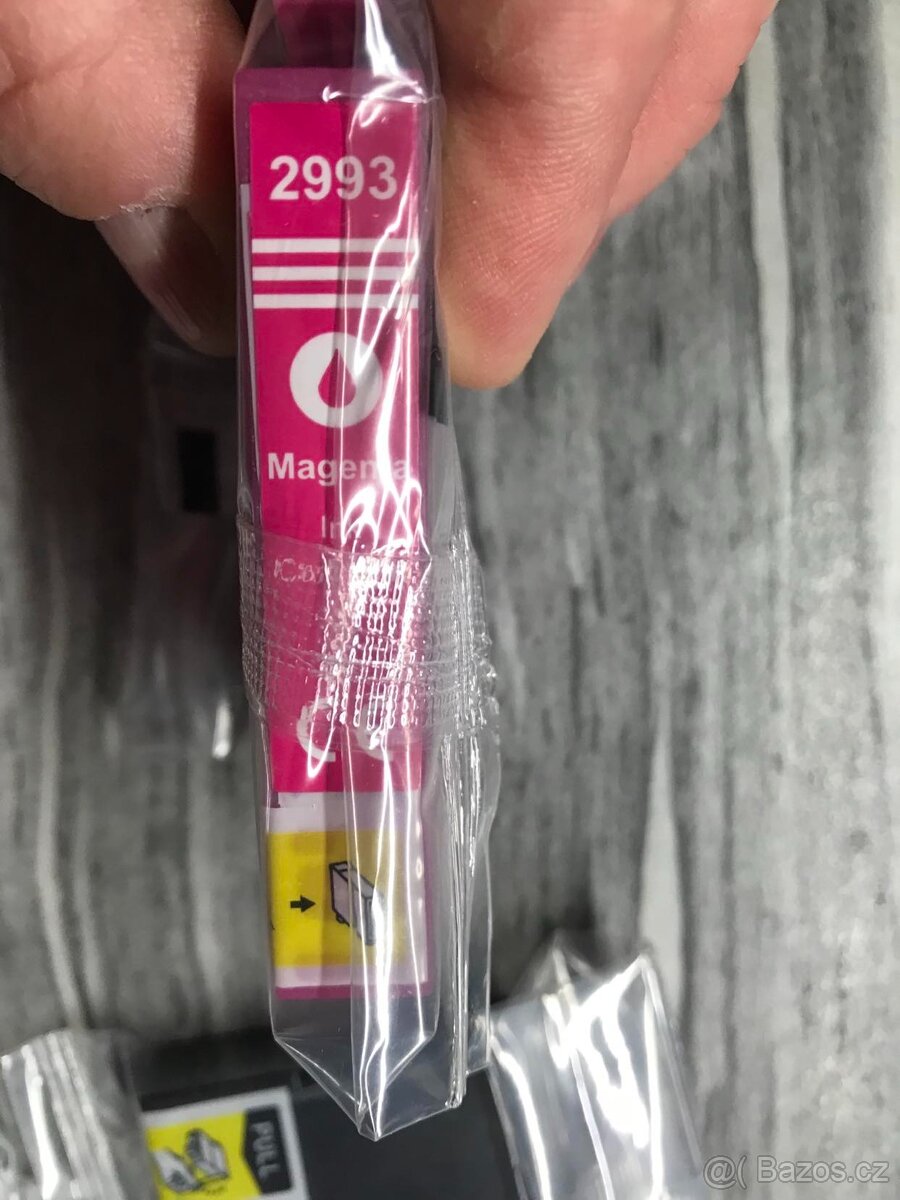 2993
Magenta
PULL
@( Bazos.cz